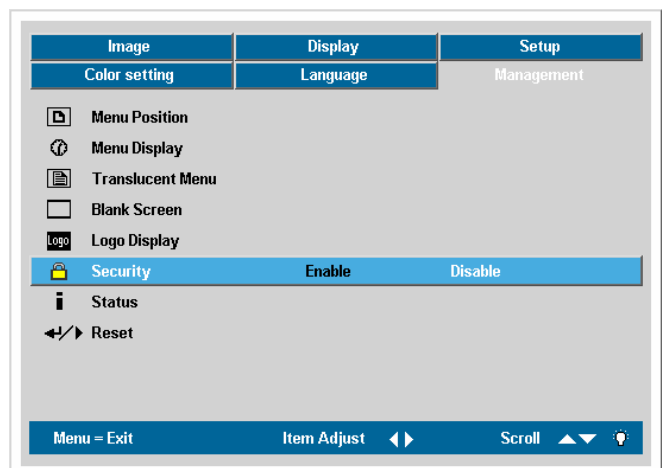 Image Display Setup
Color setting Language Management
Menu Position
Menu Display
Translucent Menu
Blank Screen
Logo Logo Display
Security Enable Disable
Status
Reset
Menu = Exit Item Adjust Scroll